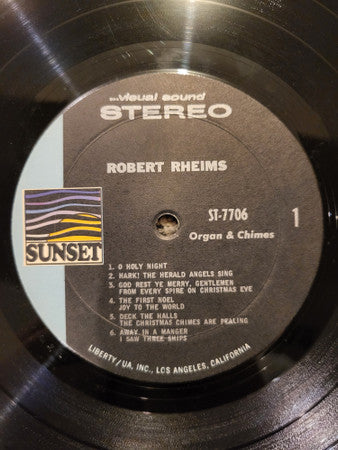 ...visual sound
STEREO
ROBERT RHEIMS
ST-7706
1
Organ & Chimes
SUNSET
1. O HOLY NIGHT
2. HARK! THE HERALD ANGELS SING
3. GOD REST YE MERRY, GENTLEMEN
FROM EVERY SPIRE ON CHRISTMAS EVE
4. THE FIRST NOEL
JOY TO THE WORLD
5. DECK THE HALLS
THE CHRISTMAS CHIMES ARE PEALING
6. AWAY IN A MANGER
I SAW THREE SHIPS
LIBERTY/UA, INC., LOS ANGELES, CALIFORNIA